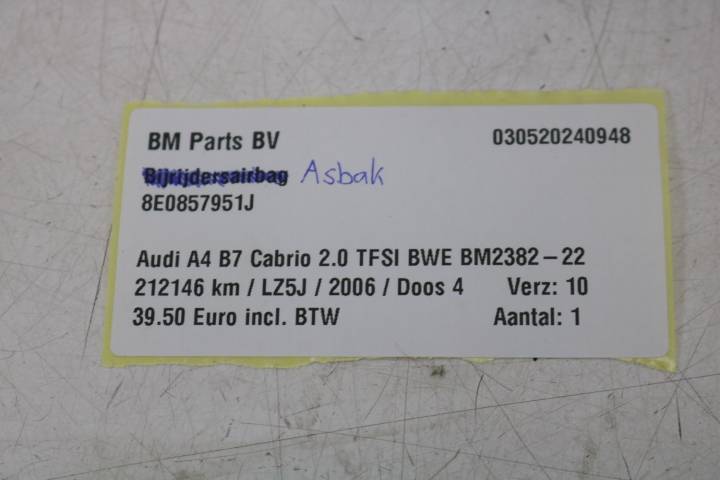 BM Parts BV 030520240948
Bijrijdersairbag Asbak
8E0857951J
Audi A4 B7 Cabrio 2.0 TFSI BWE BM2382-22
212146 km / LZ5J / 2006 / Doos 4 Verz: 10
39.50 Euro incl. BTW Aantal: 1